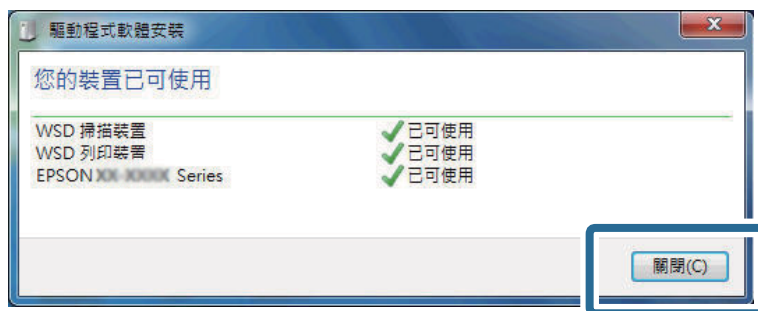 驅動程式軟體安裝
您的裝置已可使用
WSD 掃描裝置 已可使用
WSD 列印裝置 已可使用
EPSON Series 已可使用
關閉(C)